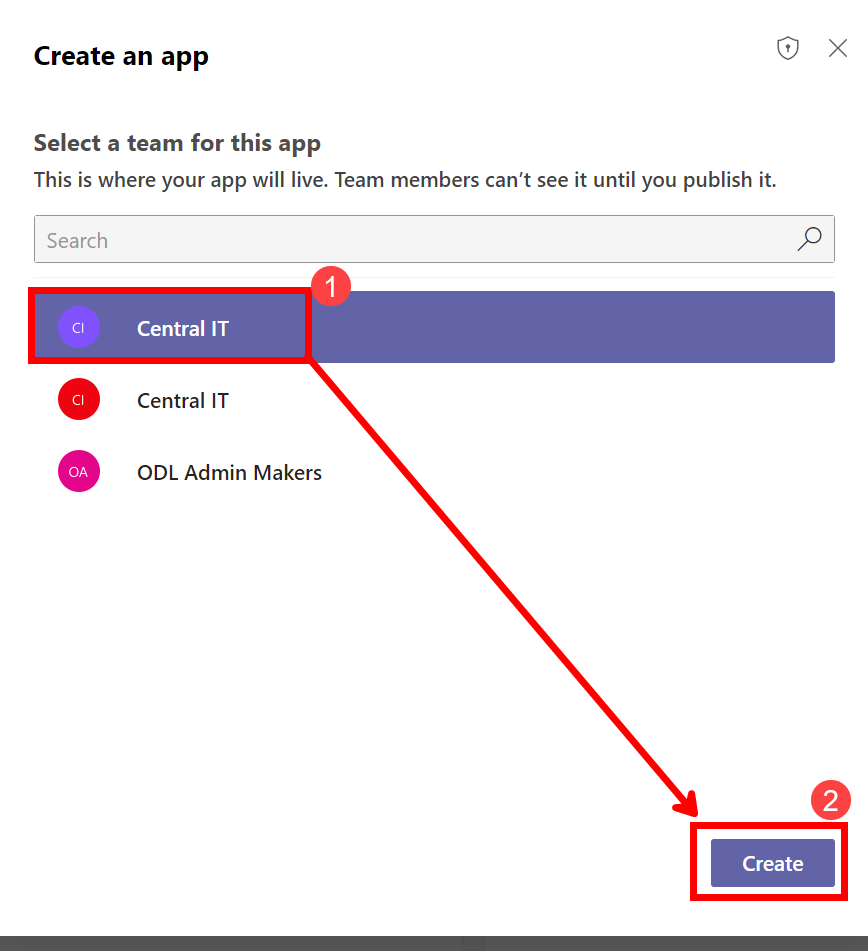 Create an app
Select a team for this app
This is where your app will live. Team members can’t see it until you publish it.
Search
1
CI Central IT
CI Central IT
OA ODL Admin Makers
2
Create